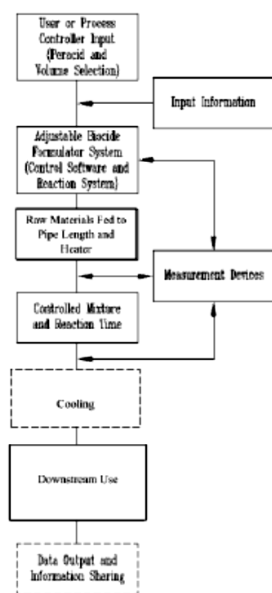 User or Process
Controller Input
(Peracid and
Volume Selection)
Input Information
Adjustable Biocide
Formulator System
(Control Software and
Reaction System)
Raw Materials Fed to
Pipe Length and
Heater
Measurement Devices
Controlled Mixture
and Reaction Time
Cooling
Downstream Use
Data Output and
Information Sharing